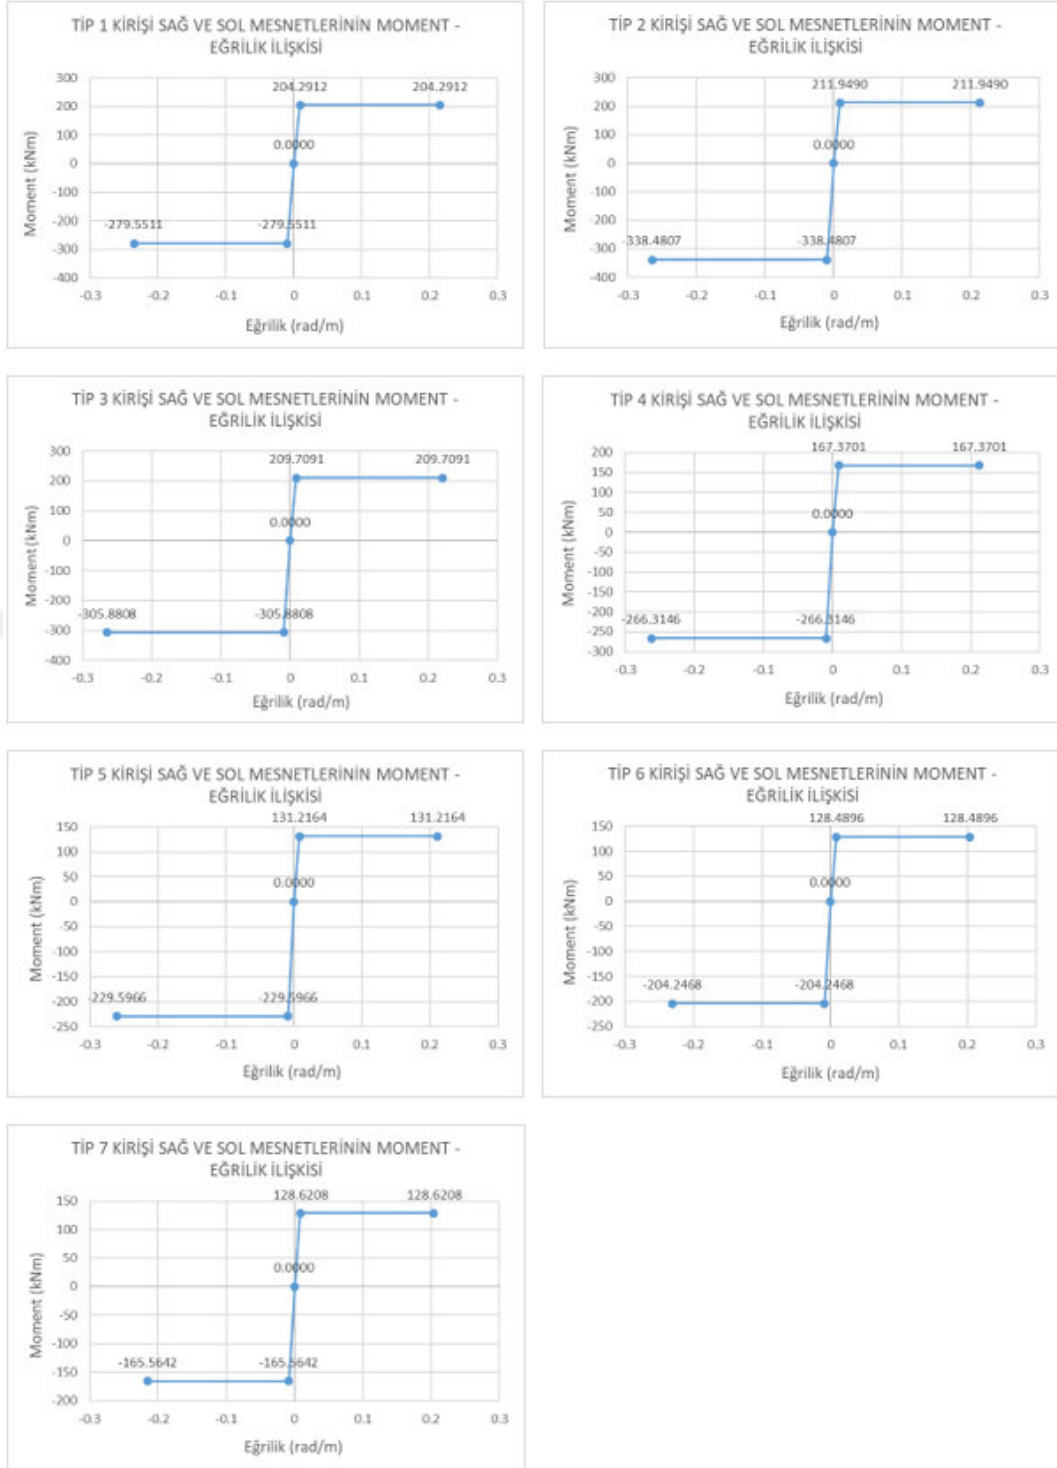 TİP 1 KİRİŞİ SAĞ VE SOL MESNETLERİNİN MOMENT -
EĞRİLİK İLİŞKİSİ
204.2912 204.2912
0.0000
-279.5511 -279.5511
300
200
100
0
-100
-200
-300
-400
-0.3 -0.2 -0.1 0 0.1 0.2 0.3
Moment (kNm)
Eğrilik (rad/m)
TİP 2 KİRİŞİ SAĞ VE SOL MESNETLERİNİN MOMENT -
EĞRİLİK İLİŞKİSİ
211.9490 211.9490
0.0000
-338.4807 -338.4807
300
200
100
0
-100
-200
-300
-400
-0.3 -0.2 -0.1 0 0.1 0.2 0.3
Moment (kNm)
Eğrilik (rad/m)
TİP 3 KİRİŞİ SAĞ VE SOL MESNETLERİNİN MOMENT -
EĞRİLİK İLİŞKİSİ
209.7091 209.7091
0.0000
-305.8808 -305.8808
300
200
100
0
-100
-200
-300
-400
-0.3 -0.2 -0.1 0 0.1 0.2 0.3
Moment (kNm)
Eğrilik (rad/m)
TİP 4 KİRİŞİ SAĞ VE SOL MESNETLERİNİN MOMENT -
EĞRİLİK İLİŞKİSİ
167.3701 167.3701
0.0000
-266.3146 -266.3146
200
150
100
50
0
-50
-100
-150
-200
-250
-300
-0.3 -0.2 -0.1 0 0.1 0.2 0.3
Moment (kNm)
Eğrilik (rad/m)
TİP 5 KİRİŞİ SAĞ VE SOL MESNETLERİNİN MOMENT -
EĞRİLİK İLİŞKİSİ
131.2164 131.2164
0.0000
-229.5966 -229.5966
150
100
50
0
-50
-100
-150
-200
-250
-0.3 -0.2 -0.1 0 0.1 0.2 0.3
Moment (kNm)
Eğrilik (rad/m)
TİP 6 KİRİŞİ SAĞ VE SOL MESNETLERİNİN MOMENT -
EĞRİLİK İLİŞKİSİ
128.4896 128.4896
0.0000
-204.2468 -204.2468
150
100
50
0
-50
-100
-150
-200
-250
-0.3 -0.2 -0.1 0 0.1 0.2 0.3
Moment (kNm)
Eğrilik (rad/m)
TİP 7 KİRİŞİ SAĞ VE SOL MESNETLERİNİN MOMENT -
EĞRİLİK İLİŞKİSİ
128.6208 128.6208
0.0000
-165.5642 -165.5642
150
100
50
0
-50
-100
-150
-200
-0.3 -0.2 -0.1 0 0.1 0.2 0.3
Moment (kNm)
Eğrilik (rad/m)